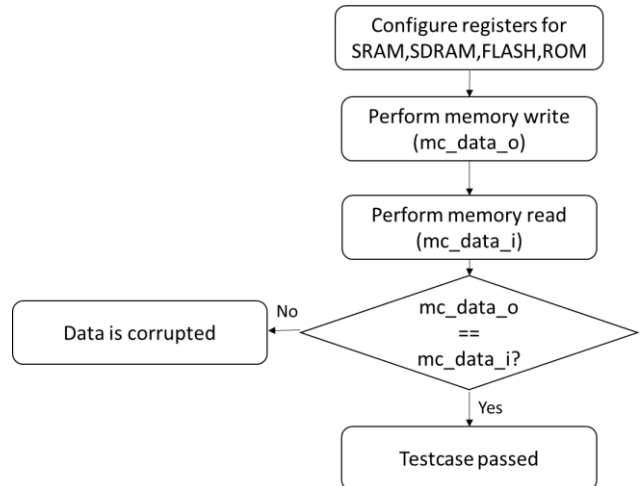 Configure registers for
SRAM,SDRAM,FLASH,ROM
Perform memory write
(mc_data_o)
Perform memory read
(mc_data_i)
mc_data_o
==
mc_data_i?
No
Data is corrupted
Yes
Testcase passed